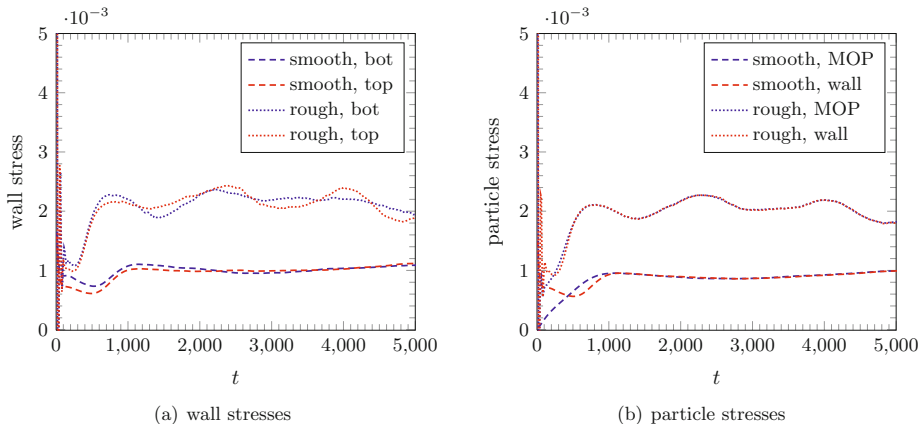 ·10−3
5
4
3
2
1
0
0
1,000
2,000
3,000
4,000
5,000
t
wall stress
smooth, bot
smooth, top
rough, bot
rough, top
(a) wall stresses
·10−3
5
4
3
2
1
0
0
1,000
2,000
3,000
4,000
5,000
t
particle stress
smooth, MOP
smooth, wall
rough, MOP
rough, wall
(b) particle stresses